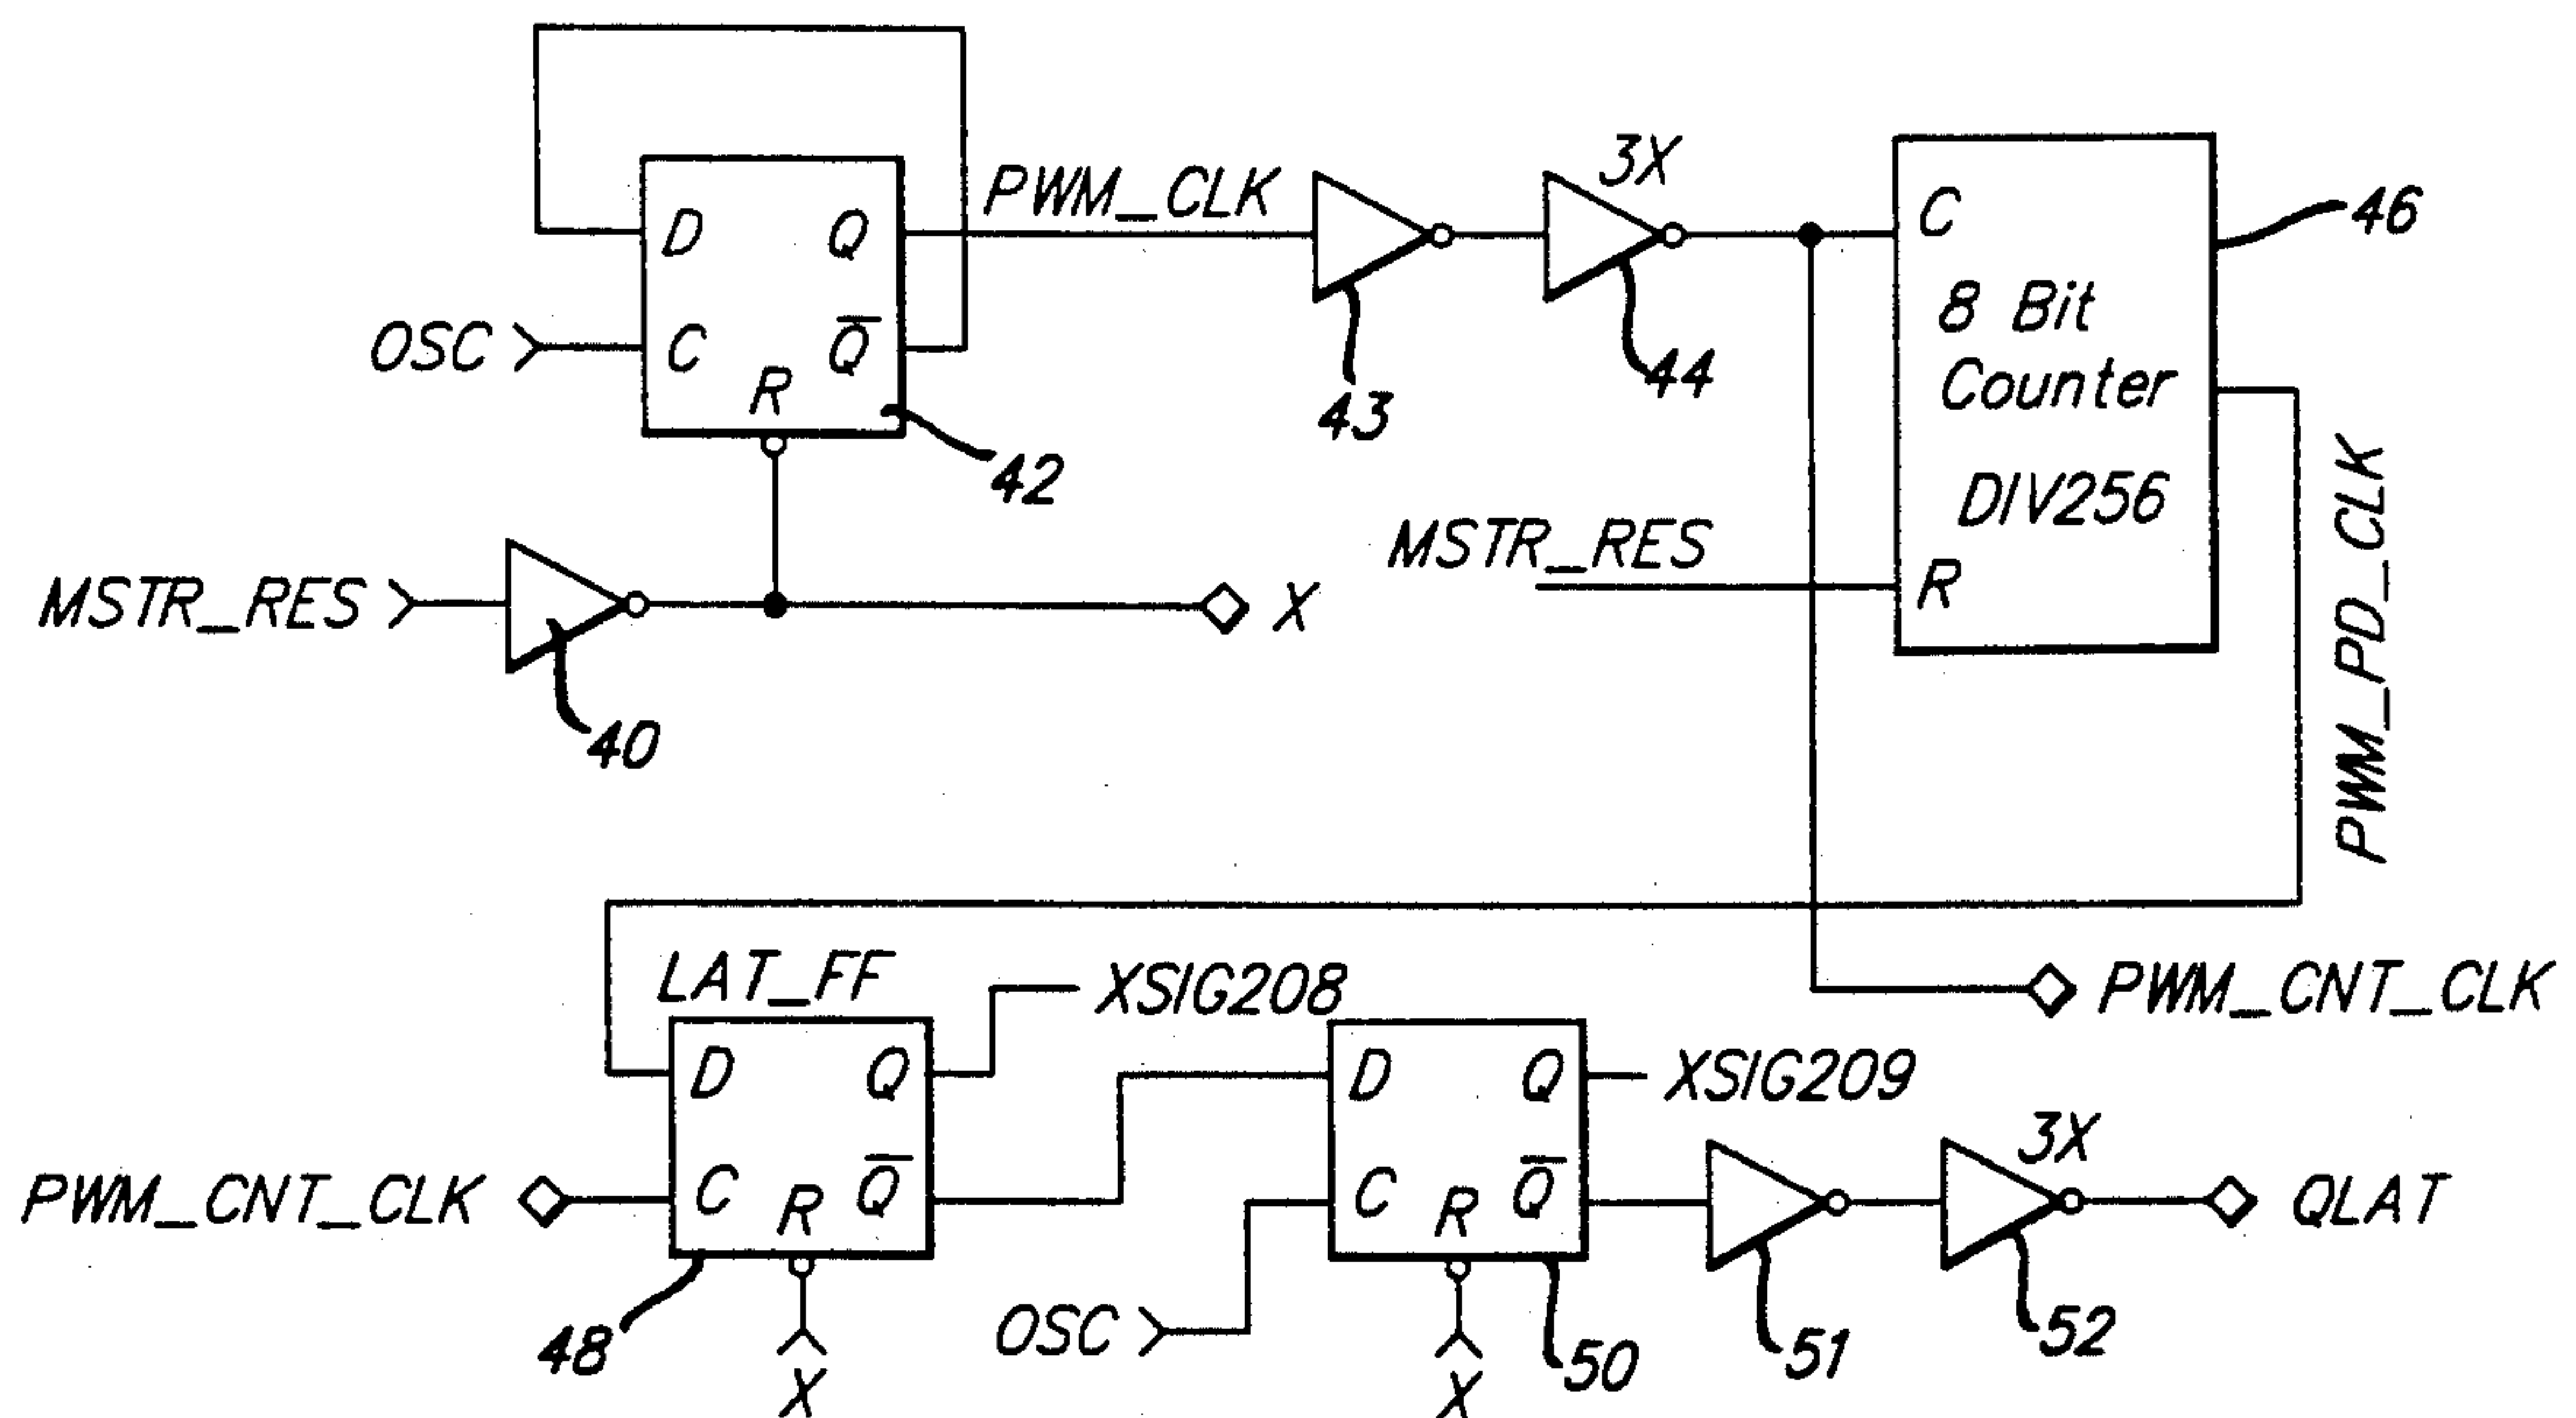 3X
PWM_CLK
D Q
C
46
8 Bit
Counter
DIV256
R
OSC
C Q̅
R
42
43
44
MSTR_RES
MSTR_RES
X
40
PWM_PD_CLK
LAT_FF
XSIG208
PWM_CNT_CLK
D Q
D Q
XSIG209
3X
PWM_CNT_CLK
C R Q̅
C R Q̅
QLAT
48
X
OSC
X
50
51
52